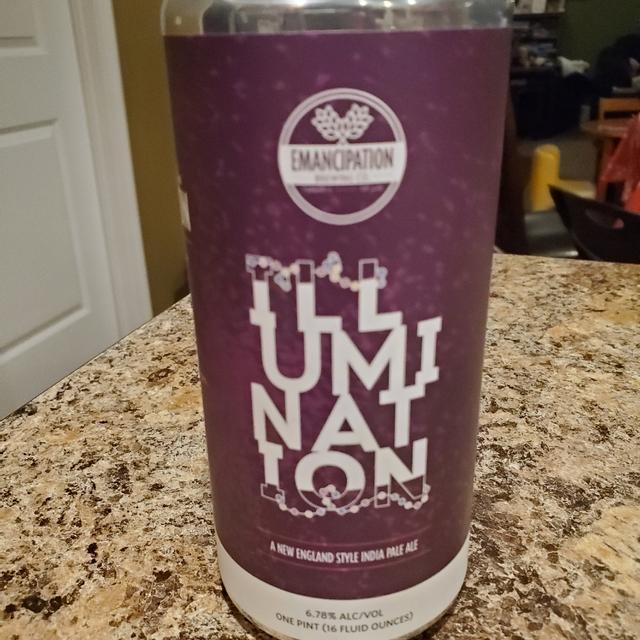 EMANCIPATION
BREWING CO.
ILL
UMI
NAT
ION
A NEW ENGLAND STYLE INDIA PALE ALE
6.78% ALC/VOL
ONE PINT (16 FLUID OUNCES)